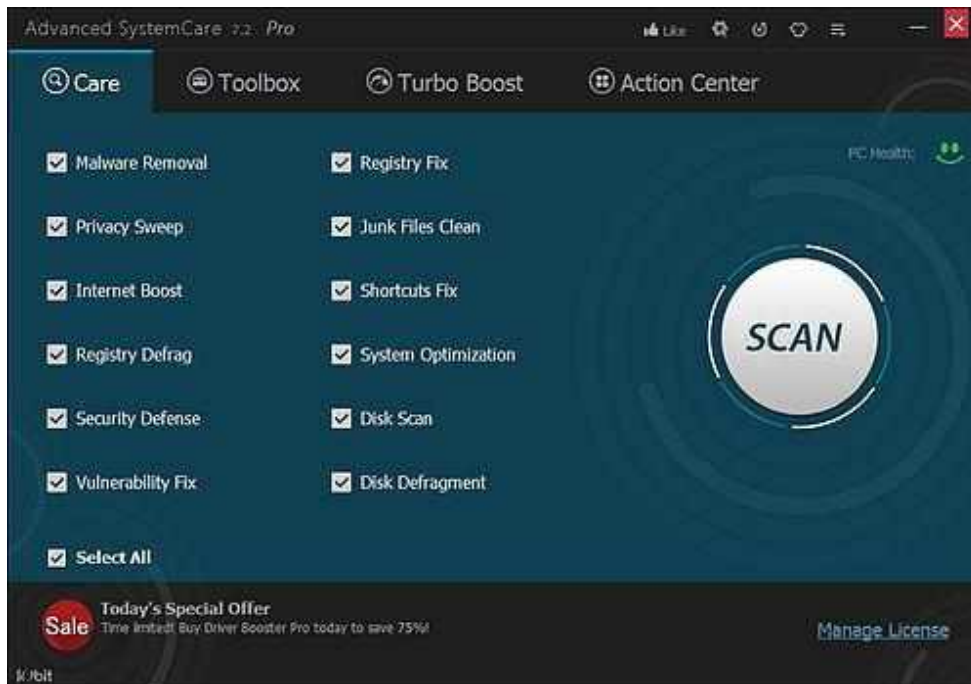 Advanced SystemCare 7.2 Pro
Like
Care
Toolbox
Turbo Boost
Action Center
PC Health:
Malware Removal
Registry Fix
Privacy Sweep
Junk Files Clean
Internet Boost
Shortcuts Fix
Registry Defrag
System Optimization
Security Defense
Disk Scan
Vulnerability Fix
Disk Defragment
Select All
SCAN
Sale
Today's Special Offer
Time limited! Buy Driver Booster Pro today to save 75%!
Manage License